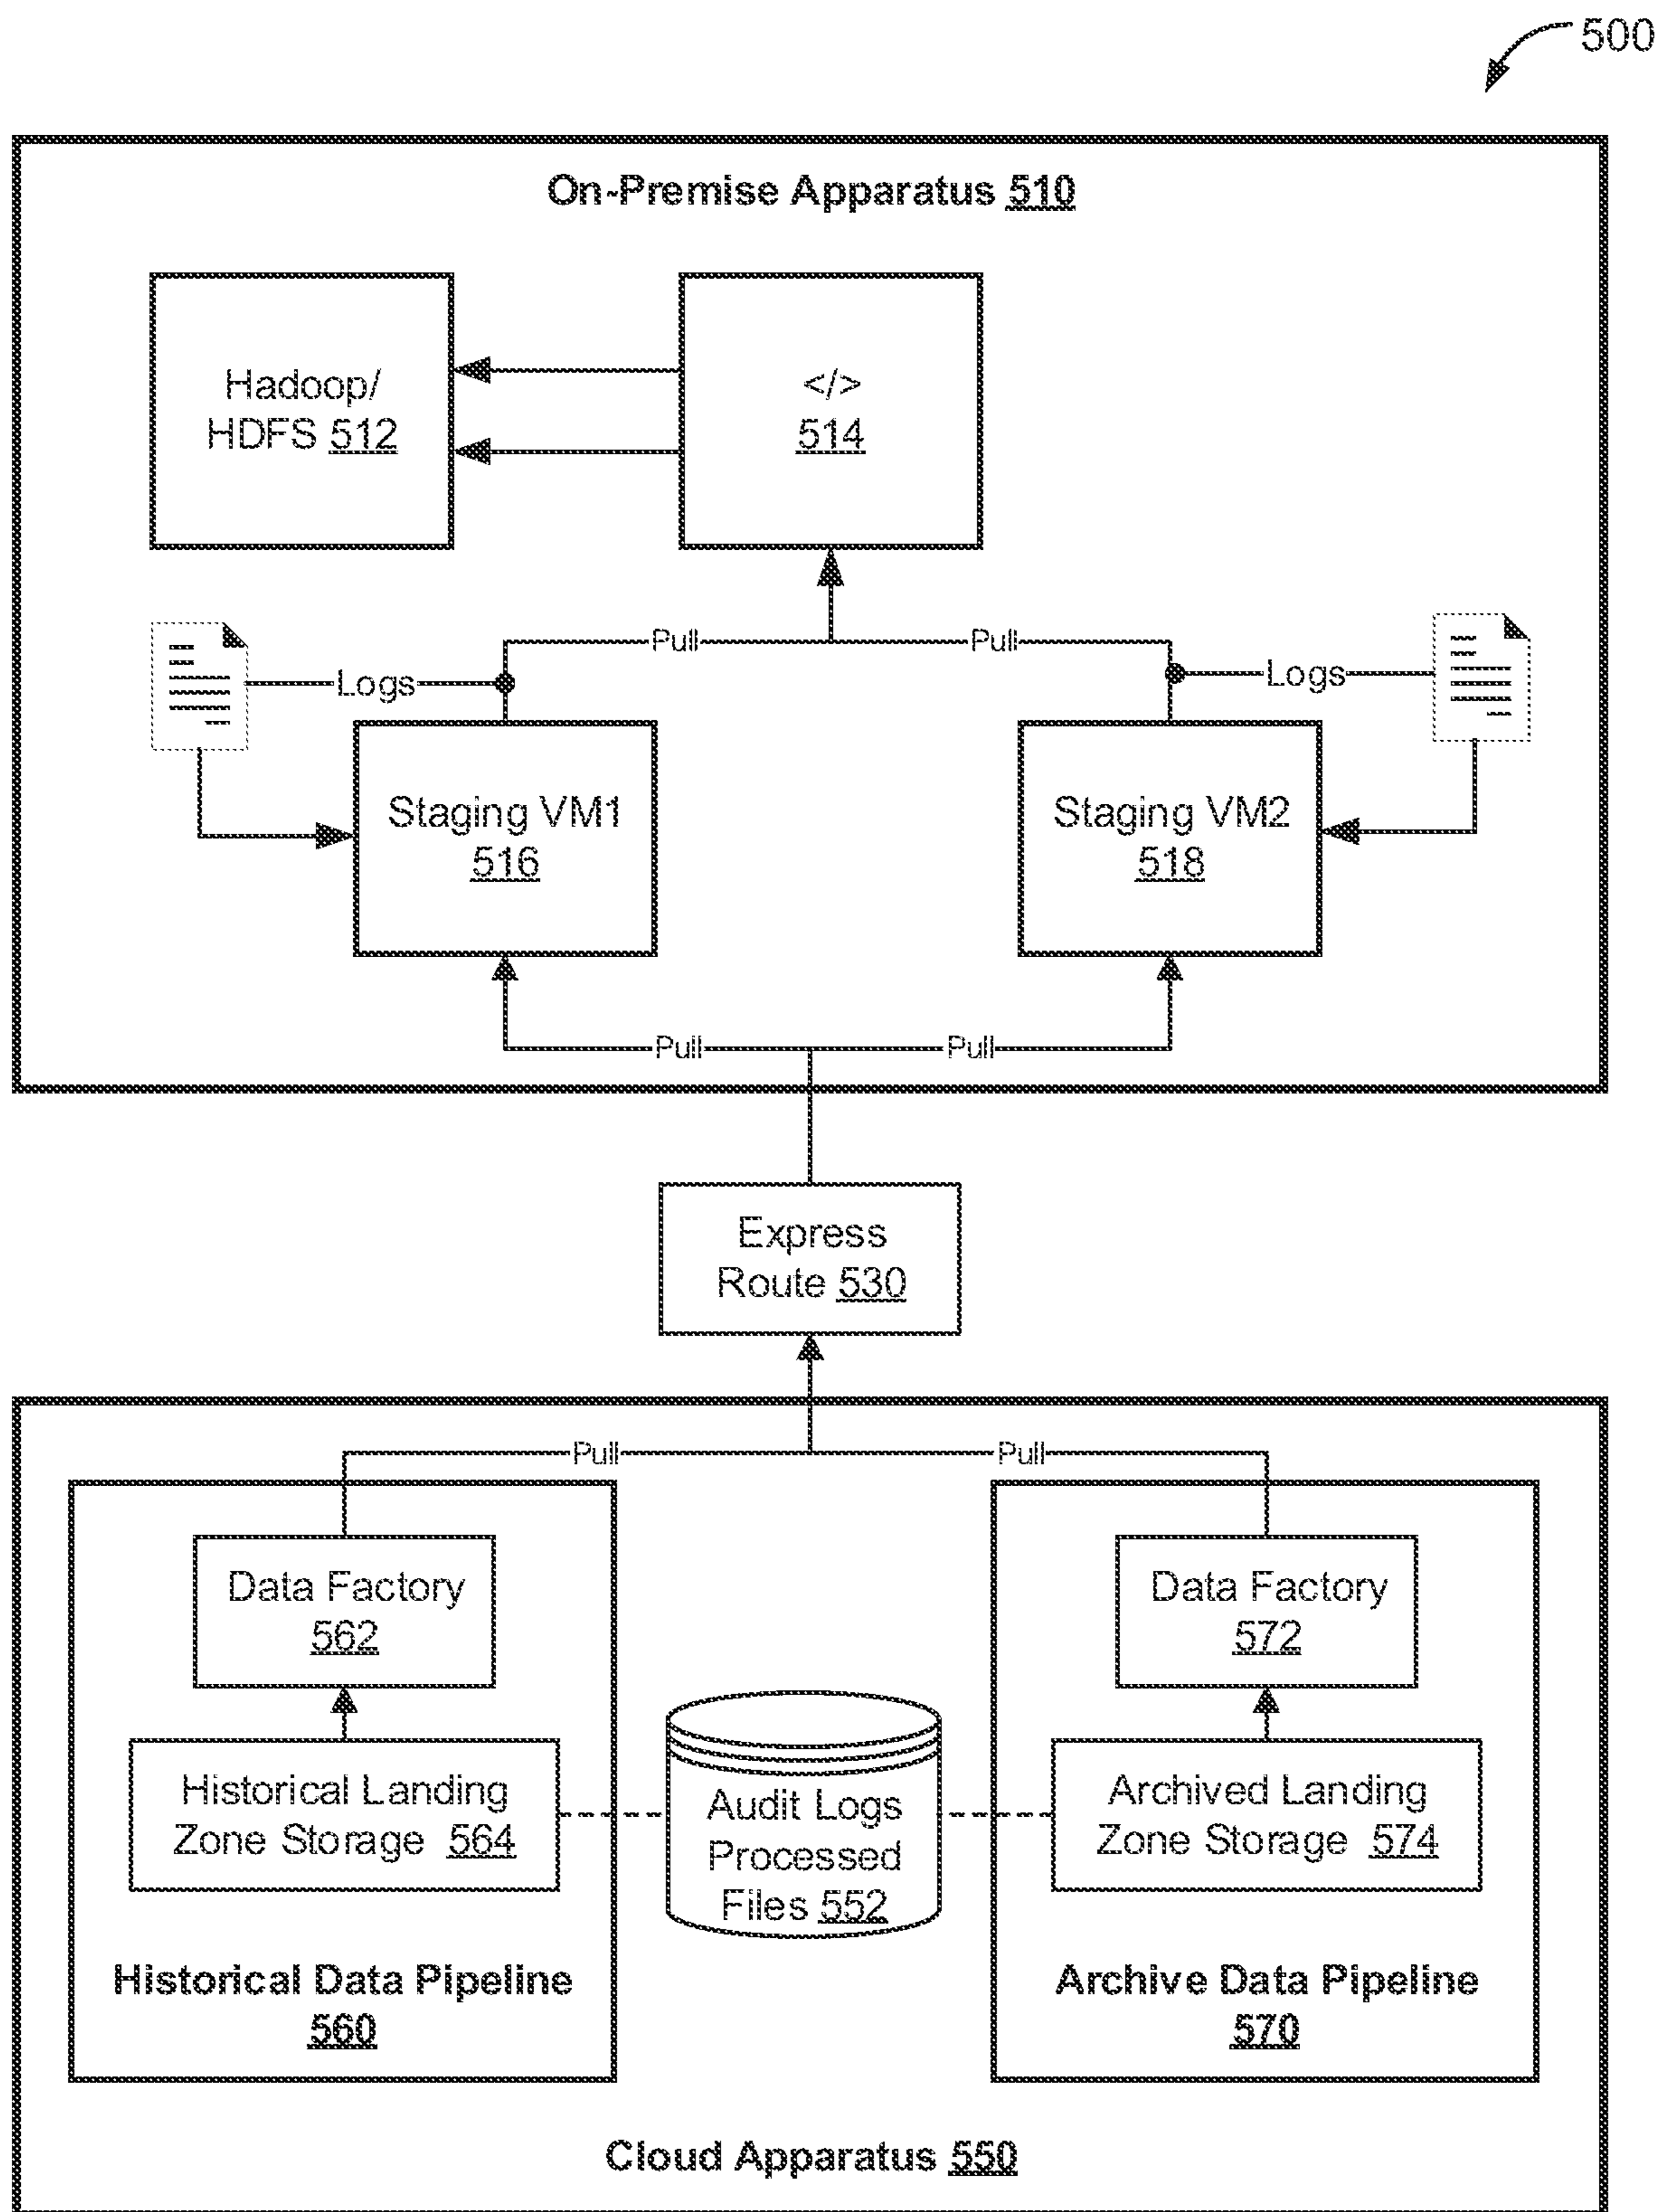 500
On-Premise Apparatus 510
Hadoop/
HDFS 512
</>
514
Pull
Pull
Logs
Logs
Staging VM1
516
Staging VM2
518
Pull
Pull
Express
Route 530
Pull
Pull
Data Factory
562
Data Factory
572
Historical Landing
Zone Storage 564
Audit Logs
Processed
Files 552
Archived Landing
Zone Storage 574
Historical Data Pipeline
560
Archive Data Pipeline
570
Cloud Apparatus 550